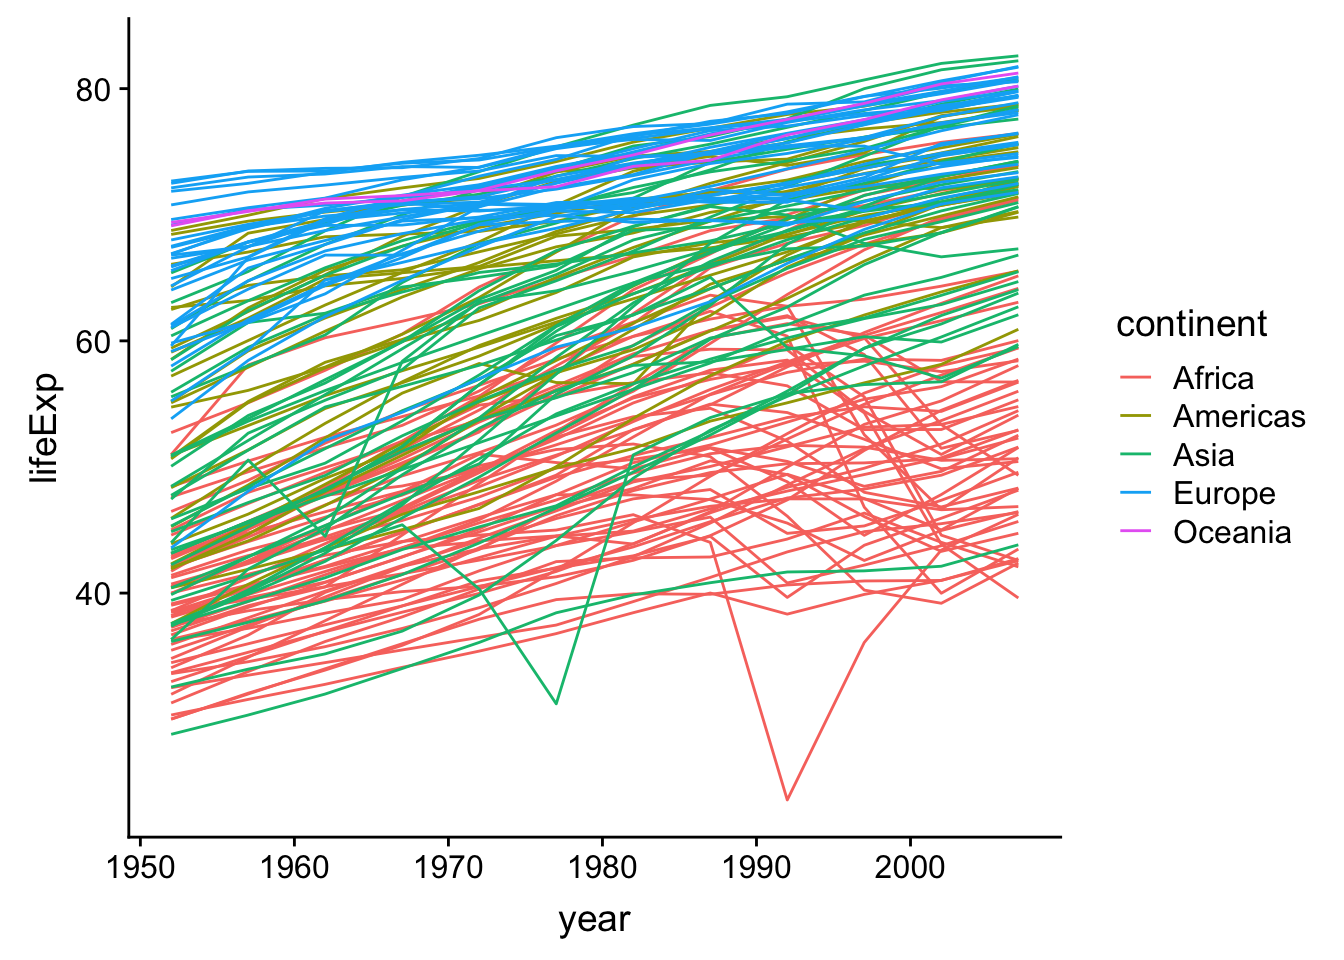 80
60
40
lifeExp
1950 1960 1970 1980 1990 2000
year
continent
Africa
Americas
Asia
Europe
Oceania